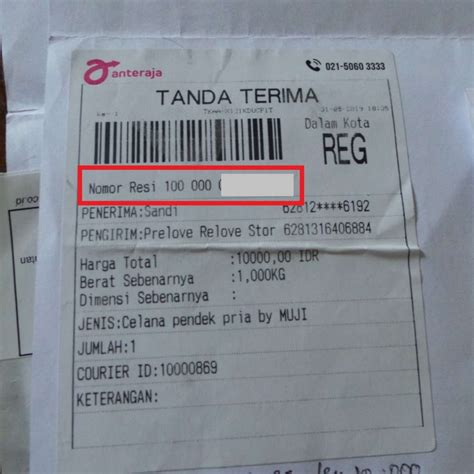 anteraja
021-5060 3333
TANDA TERIMA
Dalam Kota
REG
Nomor Resi 100 000
PENERIMA:Sandi 62812****6192
PENGIRIM:Prelove Relove Stor 6281316406884
Harga Total :10000,00 IDR
Berat Sebenarnya :1,000KG
Dimensi Sebenarnya :
JENIS:Celana pendek pria by MUJI
JUMLAH:1
COURIER ID:10000869
KETERANGAN: